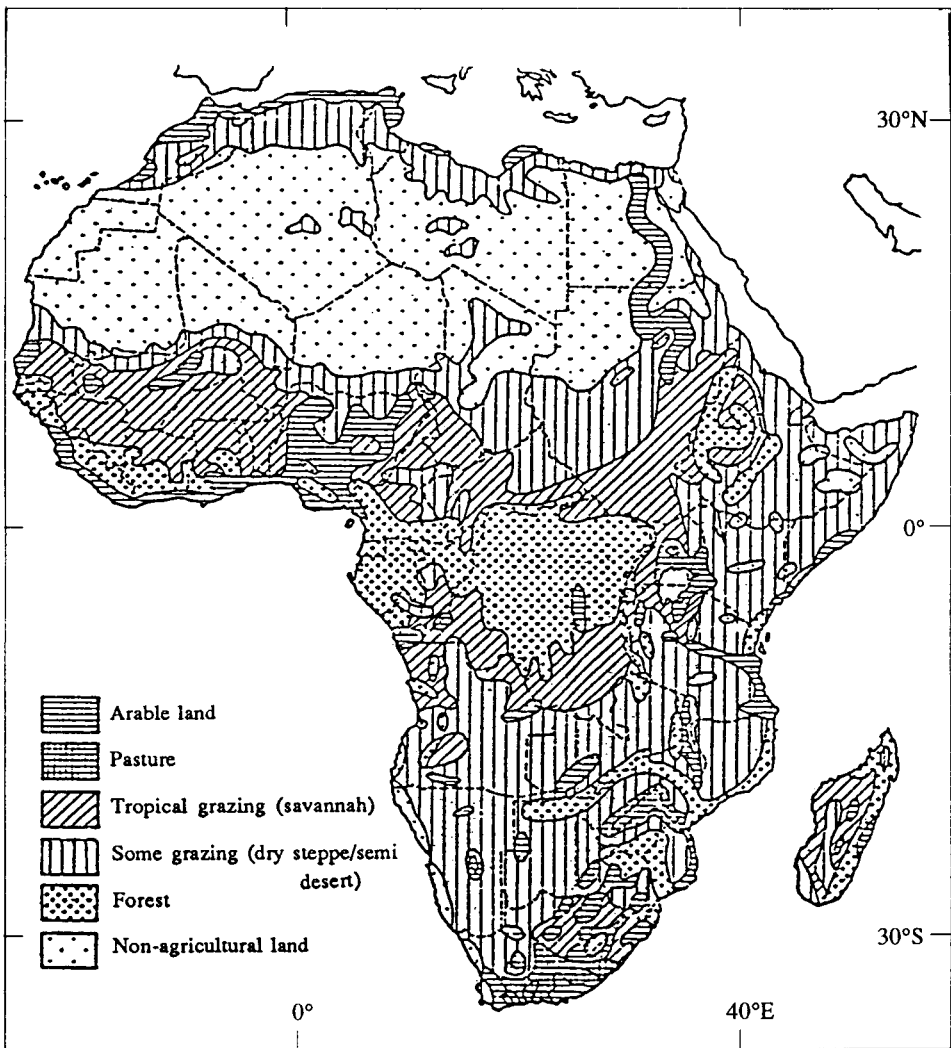 30°N
0°
Arable land
Pasture
Tropical grazing (savannah)
Some grazing (dry steppe/semi
desert)
Forest
Non-agricultural land
30°S
0°
40°E